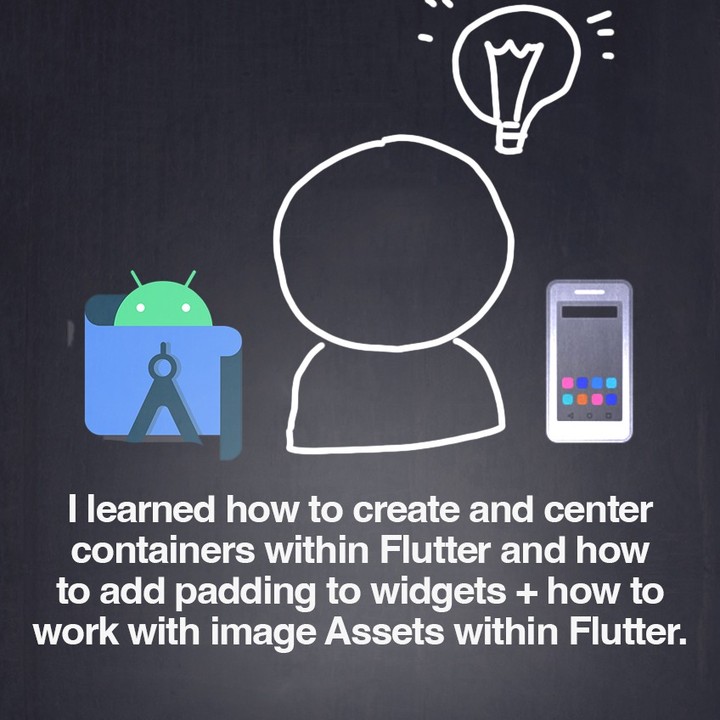 I learned how to create and center
containers within Flutter and how
to add padding to widgets + how to
work with image Assets within Flutter.